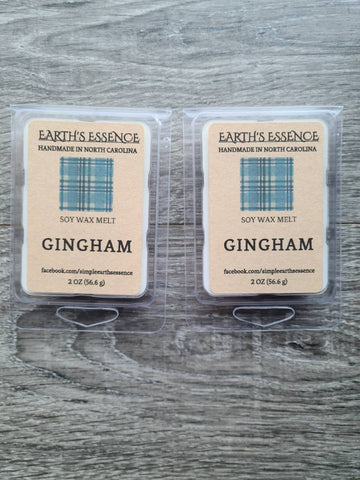 EARTH'S ESSENCE
HANDMADE IN NORTH CAROLINA
SOY WAX MELT
GINGHAM
facebook.com/simpleearthsessence
2 OZ (56.6 g)
EARTH'S ESSENCE
HANDMADE IN NORTH CAROLINA
SOY WAX MELT
GINGHAM
facebook.com/simpleearthsessence
2 OZ (56.6 g)